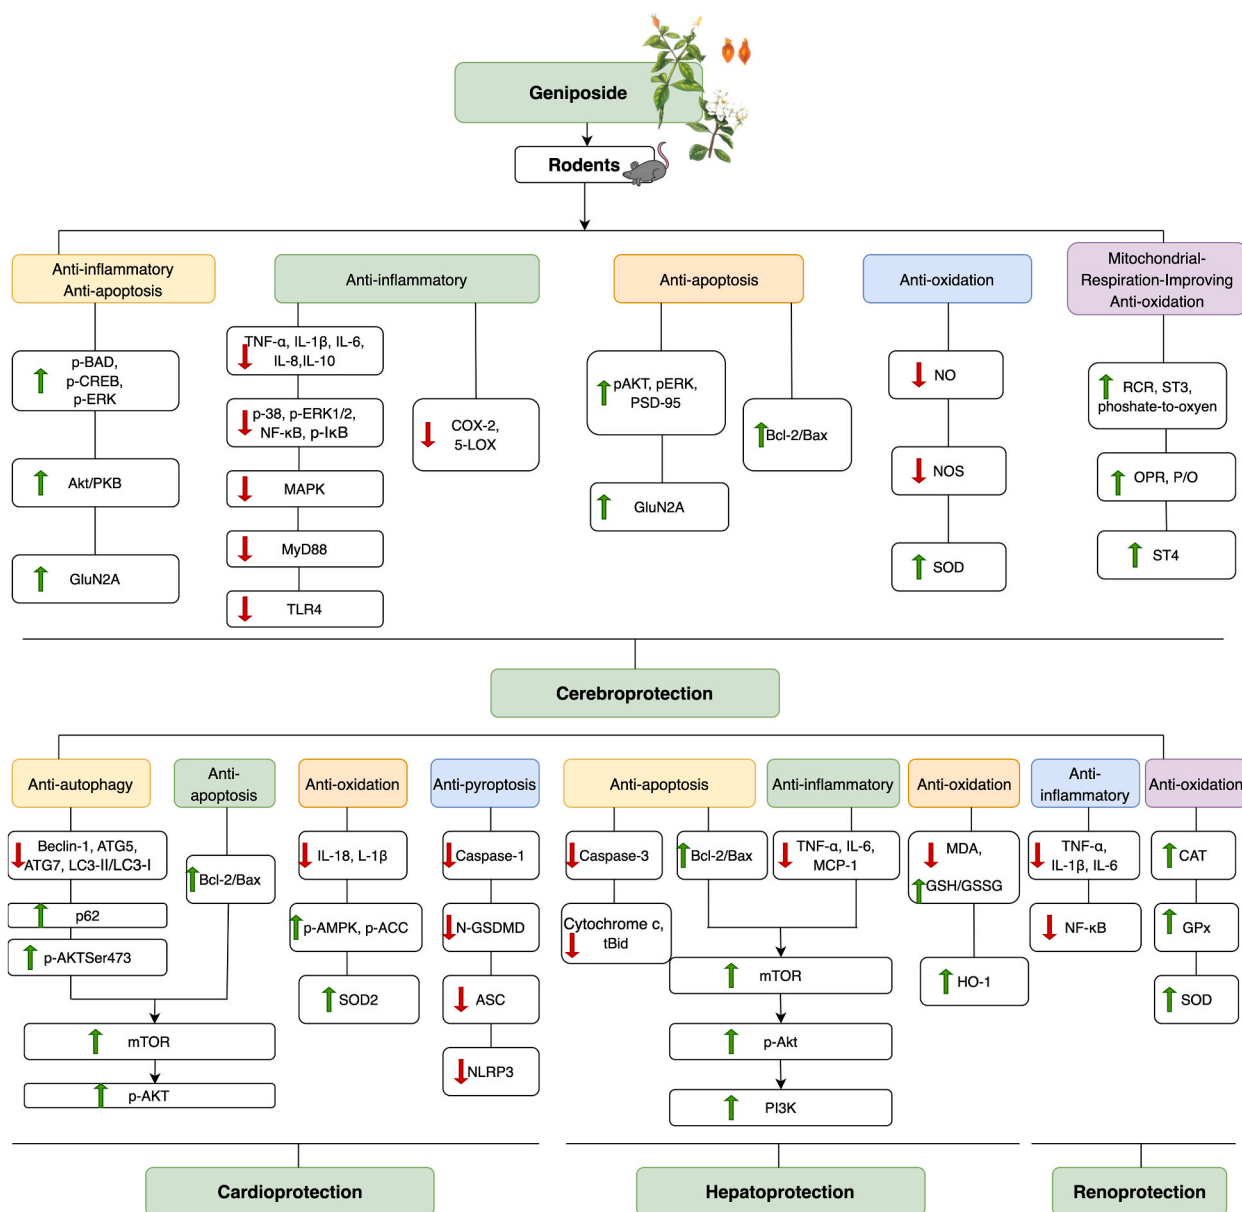 Geniposide
Rodents
Anti-inflammatory
Anti-apoptosis
p-BAD,
p-CREB,
p-ERK
Akt/PKB
GluN2A
Anti-inflammatory
TNF-α, IL-1β, IL-6,
IL-8,IL-10
p-38, p-ERK1/2,
NF-κB, p-IκB
MAPK
MyD88
TLR4
COX-2,
5-LOX
Anti-apoptosis
pAKT, pERK,
PSD-95
GluN2A
Bcl-2/Bax
Anti-oxidation
NO
NOS
SOD
Mitochondrial-
Respiration-Improving
Anti-oxidation
RCR, ST3,
phoshate-to-oxyen
OPR, P/O
ST4
Cerebroprotection
Anti-autophagy
Beclin-1, ATG5,
ATG7, LC3-II/LC3-I
p62
p-AKTSer473
Anti-
apoptosis
Bcl-2/Bax
mTOR
p-AKT
Anti-oxidation
IL-18, L-1β
p-AMPK, p-ACC
SOD2
Anti-pyroptosis
Caspase-1
N-GSDMD
ASC
NLRP3
Cardioprotection
Anti-apoptosis
Caspase-3
Cytochrome c,
tBid
Bcl-2/Bax
Anti-inflammatory
TNF-α, IL-6,
MCP-1
mTOR
p-Akt
PI3K
Anti-oxidation
MDA,
GSH/GSSG
HO-1
Hepatoprotection
Anti-
inflammatory
TNF-α,
IL-1β, IL-6
NF-κB
Anti-oxidation
CAT
GPx
SOD
Renoprotection